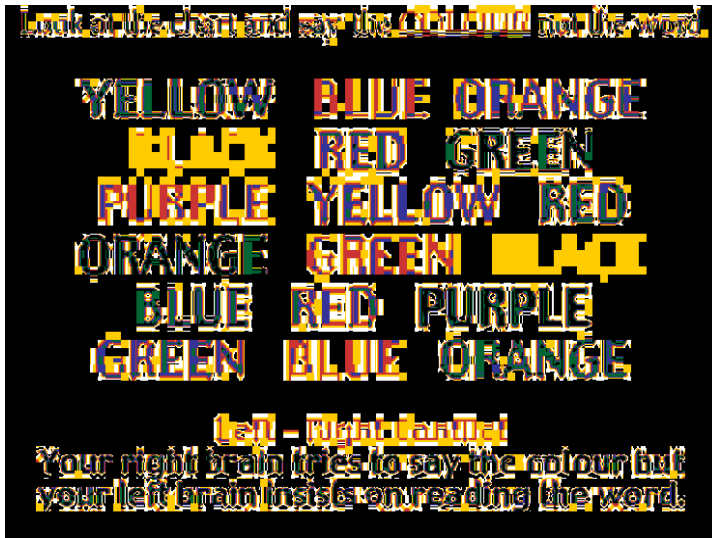 Look at the chart and say the COLOUR not the word.
YELLOW BLUE ORANGE
BLACK RED GREEN
PURPLE YELLOW RED
ORANGE GREEN BLACK
BLUE RED PURPLE
GREEN BLUE ORANGE
Left - Right Conflict
Your right brain tries to say the colour but
your left brain insists on reading the word.